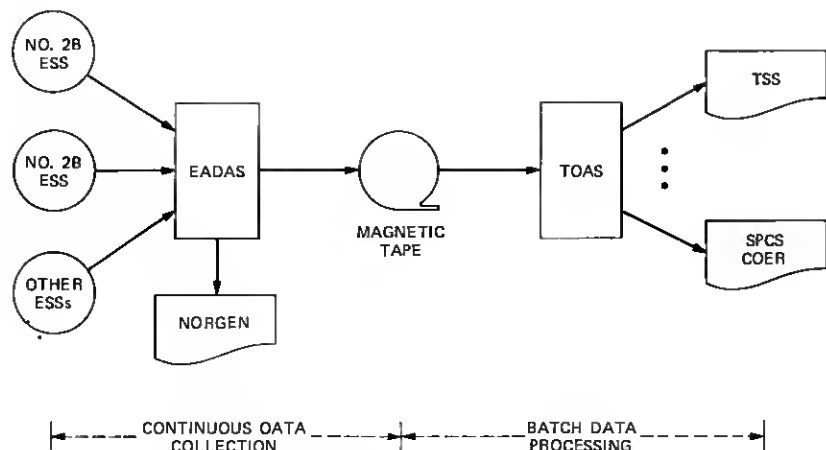 NO. 2B
ESS
NO. 2B
ESS
OTHER
ESSs
EADAS
NORGEN
MAGNETIC
TAPE
TOAS
TSS
SPCS
COER
CONTINUOUS OATA
COLLECTION
BATCH DATA
PROCESSING